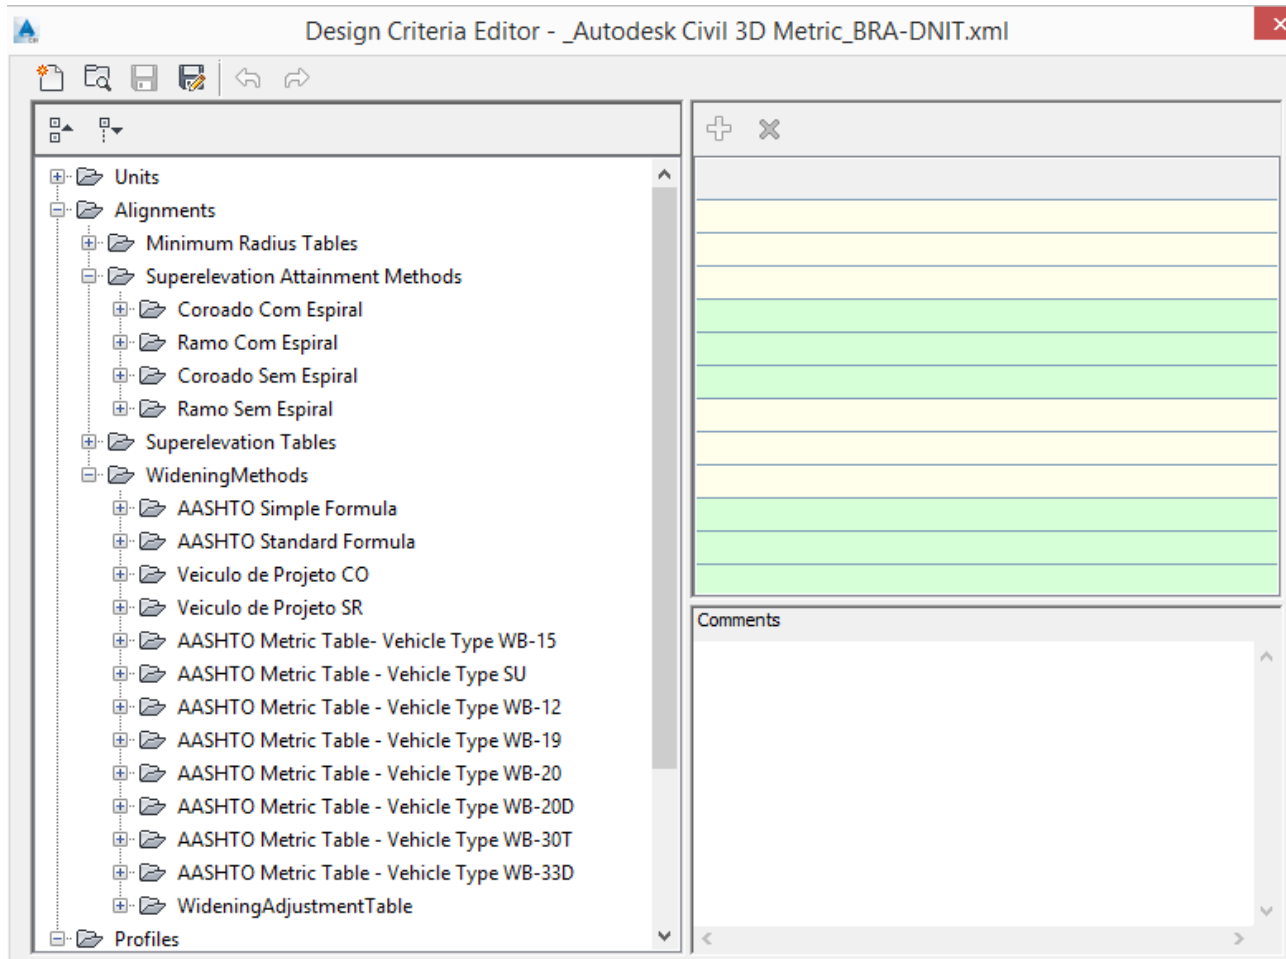 Design Criteria Editor - _Autodesk Civil 3D Metric_BRA-DNIT.xml
Units
Alignments
Minimum Radius Tables
Superelevation Attainment Methods
Coroado Com Espiral
Ramo Com Espiral
Coroado Sem Espiral
Ramo Sem Espiral
Superelevation Tables
WideningMethods
AASHTO Simple Formula
AASHTO Standard Formula
Veiculo de Projeto CO
Veiculo de Projeto SR
AASHTO Metric Table- Vehicle Type WB-15
AASHTO Metric Table - Vehicle Type SU
AASHTO Metric Table - Vehicle Type WB-12
AASHTO Metric Table - Vehicle Type WB-19
AASHTO Metric Table - Vehicle Type WB-20
AASHTO Metric Table - Vehicle Type WB-20D
AASHTO Metric Table - Vehicle Type WB-30T
AASHTO Metric Table - Vehicle Type WB-33D
WideningAdjustmentTable
Profiles
Comments